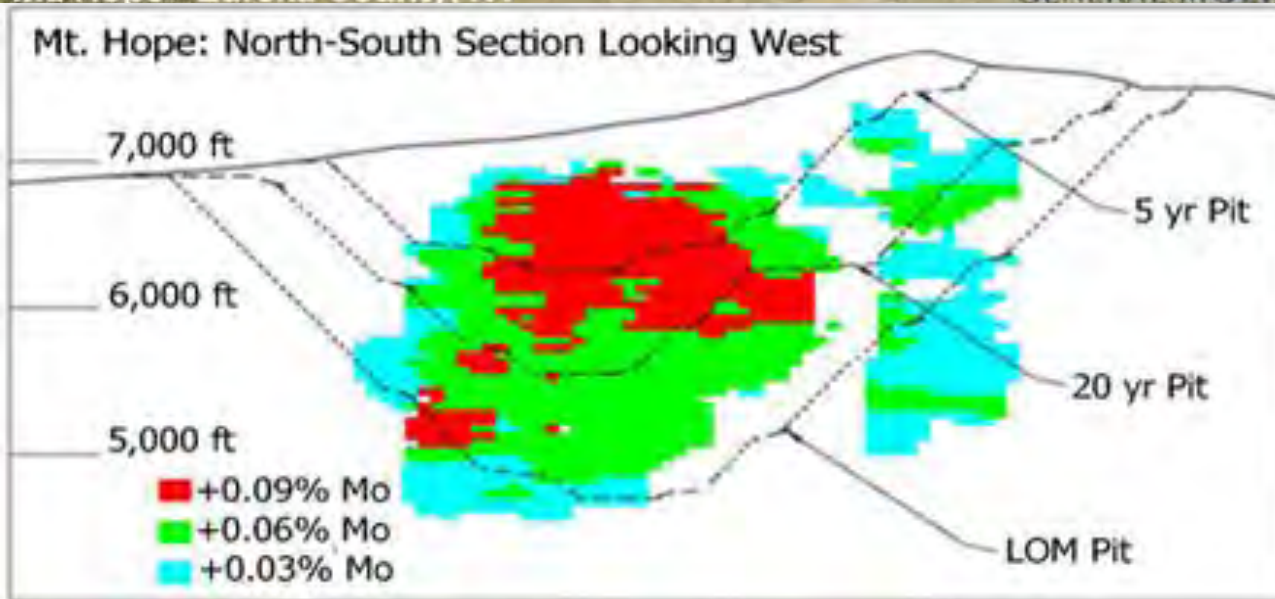 Mt. Hope: North-South Section Looking West
7,000 ft
5 yr Pit
6,000 ft
20 yr Pit
5,000 ft
+0.09% Mo
+0.06% Mo
LOM Pit
+0.03% Mo